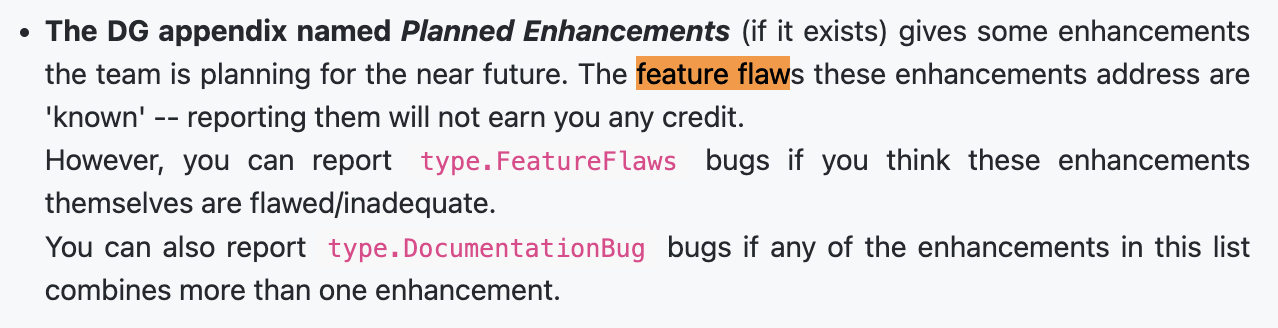 • The DG appendix named Planned Enhancements (if it exists) gives some enhancements
the team is planning for the near future. The feature flaws these enhancements address are
'known' -- reporting them will not earn you any credit.
However, you can report type.FeatureFlaws bugs if you think these enhancements
themselves are flawed/inadequate.
You can also report type.DocumentationBug bugs if any of the enhancements in this list
combines more than one enhancement.